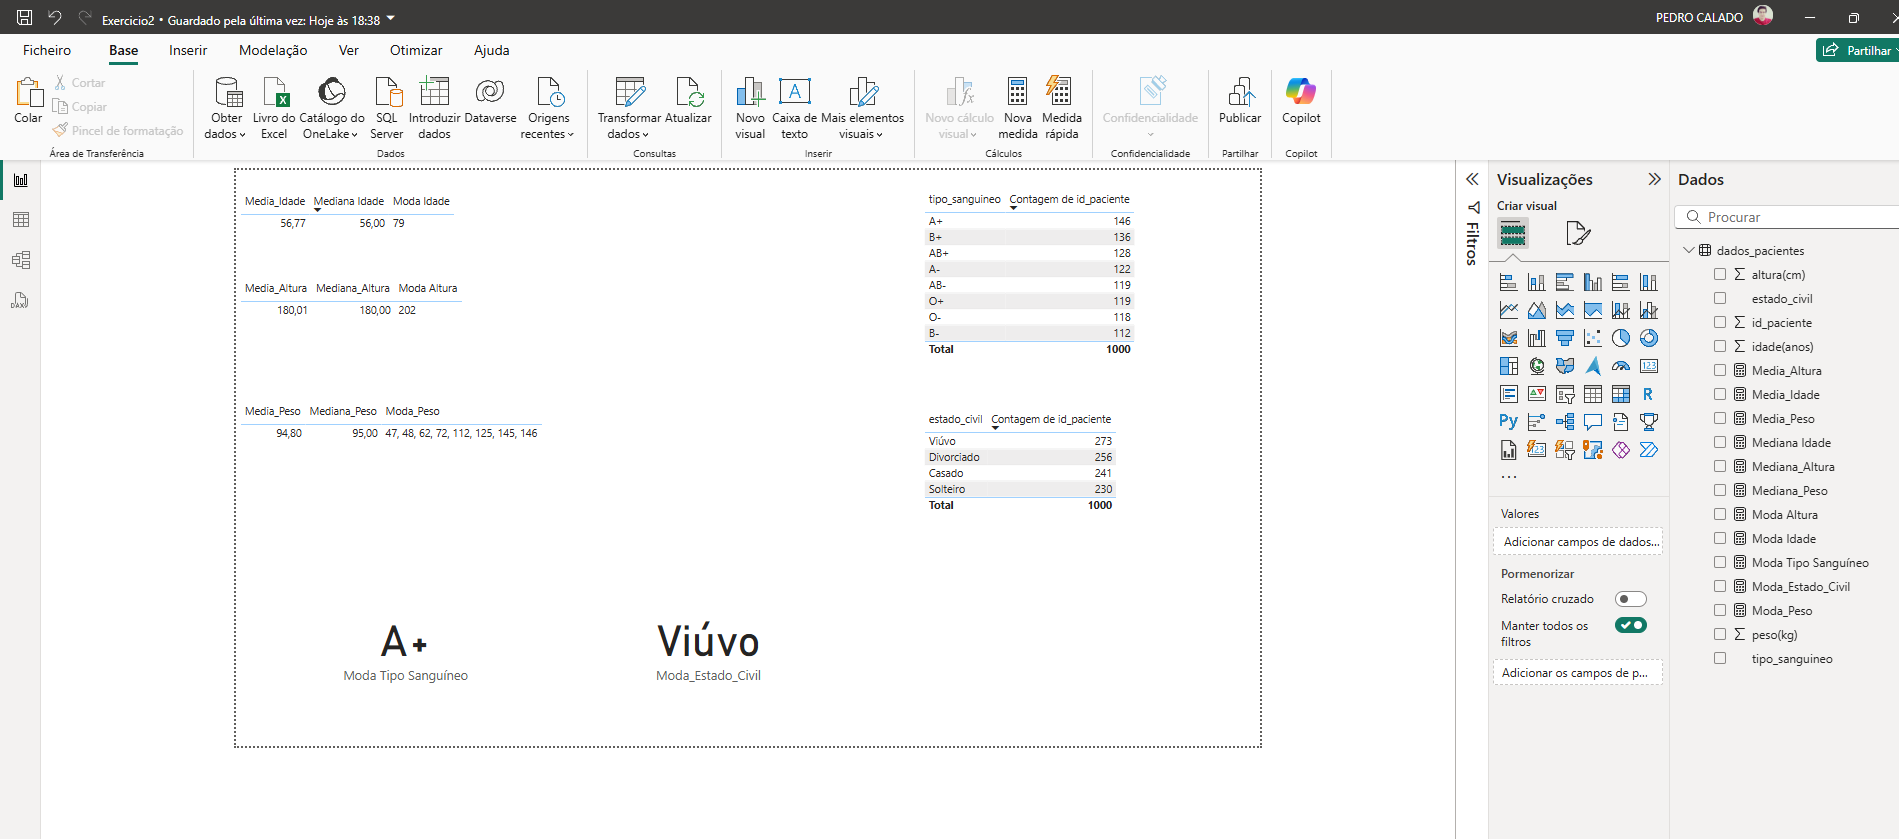 Exercicio2 • Guardado pela última vez: Hoje às 18:38
PEDRO CALADO
Ficheiro Base Inserir Modelação Ver Otimizar Ajuda
Partilhar
Colar
Cortar
Copiar
Pincel de formatação
Área de Transferência
Obter dados
Livro do Excel
Catálogo do OneLake
SQL Server
Introduzir dados
Dataverse
Origens recentes
Dados
Transformar dados
Atualizar
Consultas
Novo visual
Caixa de texto
Mais elementos visuais
Inserir
Novo cálculo visual
Nova medida
Medida rápida
Cálculos
Confidencialidade
Confidencialidade
Publicar
Partilhar
Copilot
Copilot
Media_Idade Mediana Idade Moda Idade
56,77 56,00 79
Media_Altura Mediana_Altura Moda Altura
180,01 180,00 202
Media_Peso Mediana_Peso Moda_Peso
94,80 95,00 47, 48, 62, 72, 112, 125, 145, 146
tipo_sanguineo Contagem de id_paciente
A+ 146
B+ 136
AB+ 128
A- 122
AB- 119
O+ 119
O- 118
B- 112
Total 1000
estado_civil Contagem de id_paciente
Viúvo 273
Divorciado 256
Casado 241
Solteiro 230
Total 1000
A+
Moda Tipo Sanguíneo
Viúvo
Moda_Estado_Civil
Filtros
Visualizações
Criar visual
123
R
Py
123
...
Valores
Adicionar campos de dados...
Pormenorizar
Relatório cruzado
Manter todos os filtros
Adicionar os campos de p...
Dados
Procurar
dados_pacientes
altura(cm)
estado_civil
id_paciente
idade(anos)
Media_Altura
Media_Idade
Media_Peso
Mediana Idade
Mediana_Altura
Mediana_Peso
Moda Altura
Moda Idade
Moda Tipo Sanguíneo
Moda_Estado_Civil
Moda_Peso
peso(kg)
tipo_sanguineo